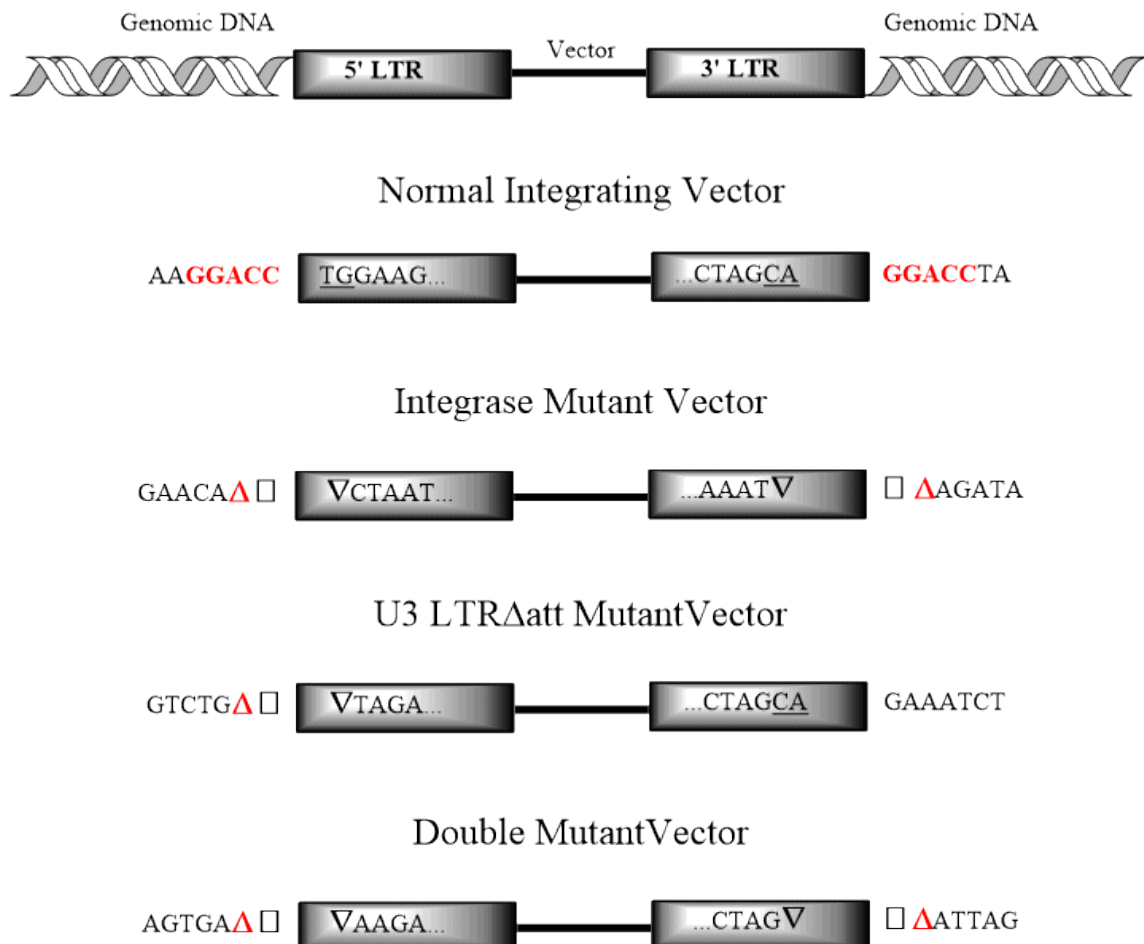 Genomic DNA Genomic DNA
Vector
5' LTR 3' LTR
Normal Integrating Vector
AAGGACC TGGAAG... ...CTAGCA GGACCTA
Integrase Mutant Vector
GAACAΔ □ ∇CTAAT... ...AAAT∇ □ ΔAGATA
U3 LTRΔatt MutantVector
GTCTGΔ □ ∇TAGA... ...CTAGCA GAAATCT
Double MutantVector
AGTGAΔ □ ∇AAGA... ...CTAG∇ □ ΔATTAG